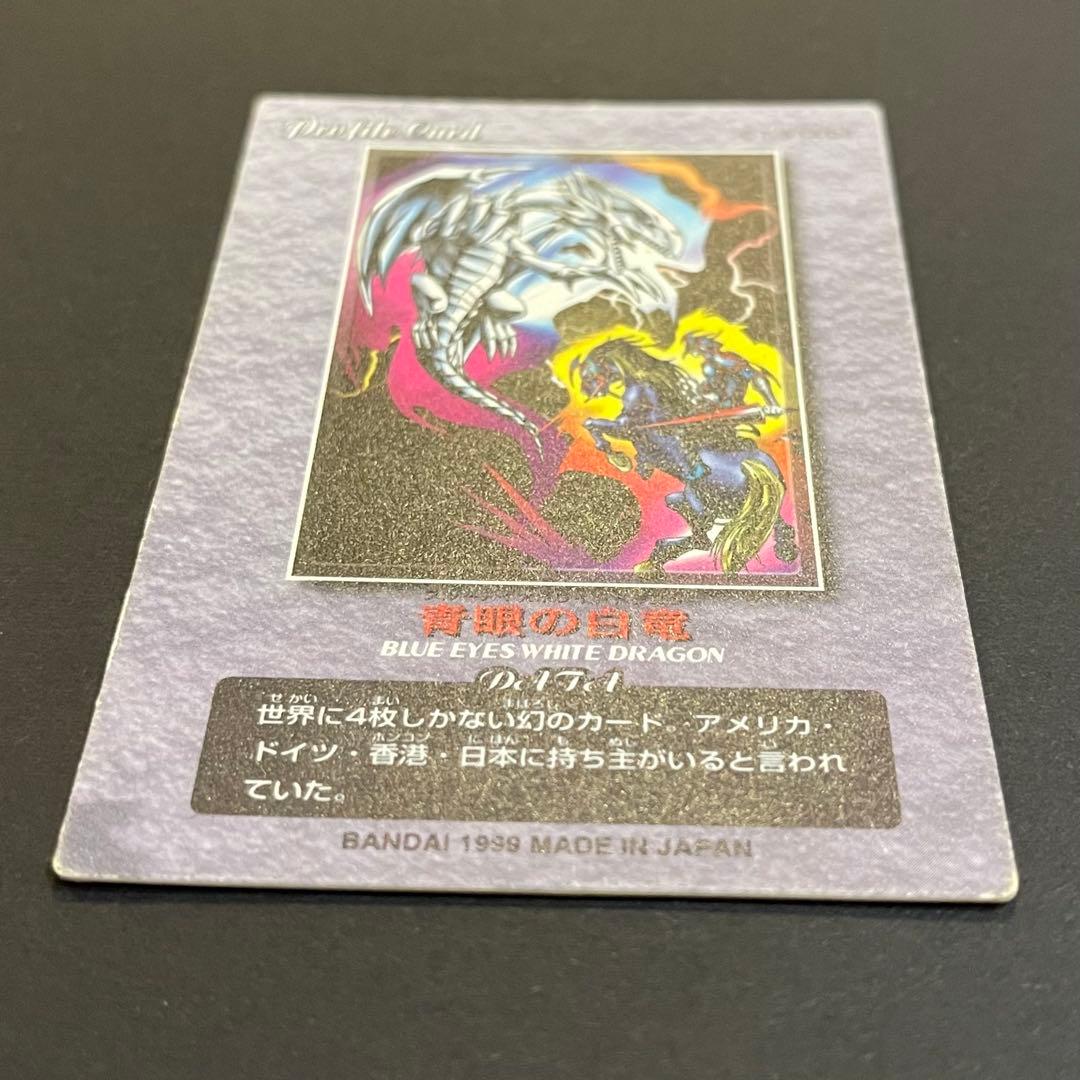 Profile Card
青眼の白竜
BLUE EYES WHITE DRAGON
DATA
世界に4枚しかない幻のカード。アメリカ・
ドイツ・香港・日本に持ち主がいると言われ
ていた。
BANDAI 1999 MADE IN JAPAN